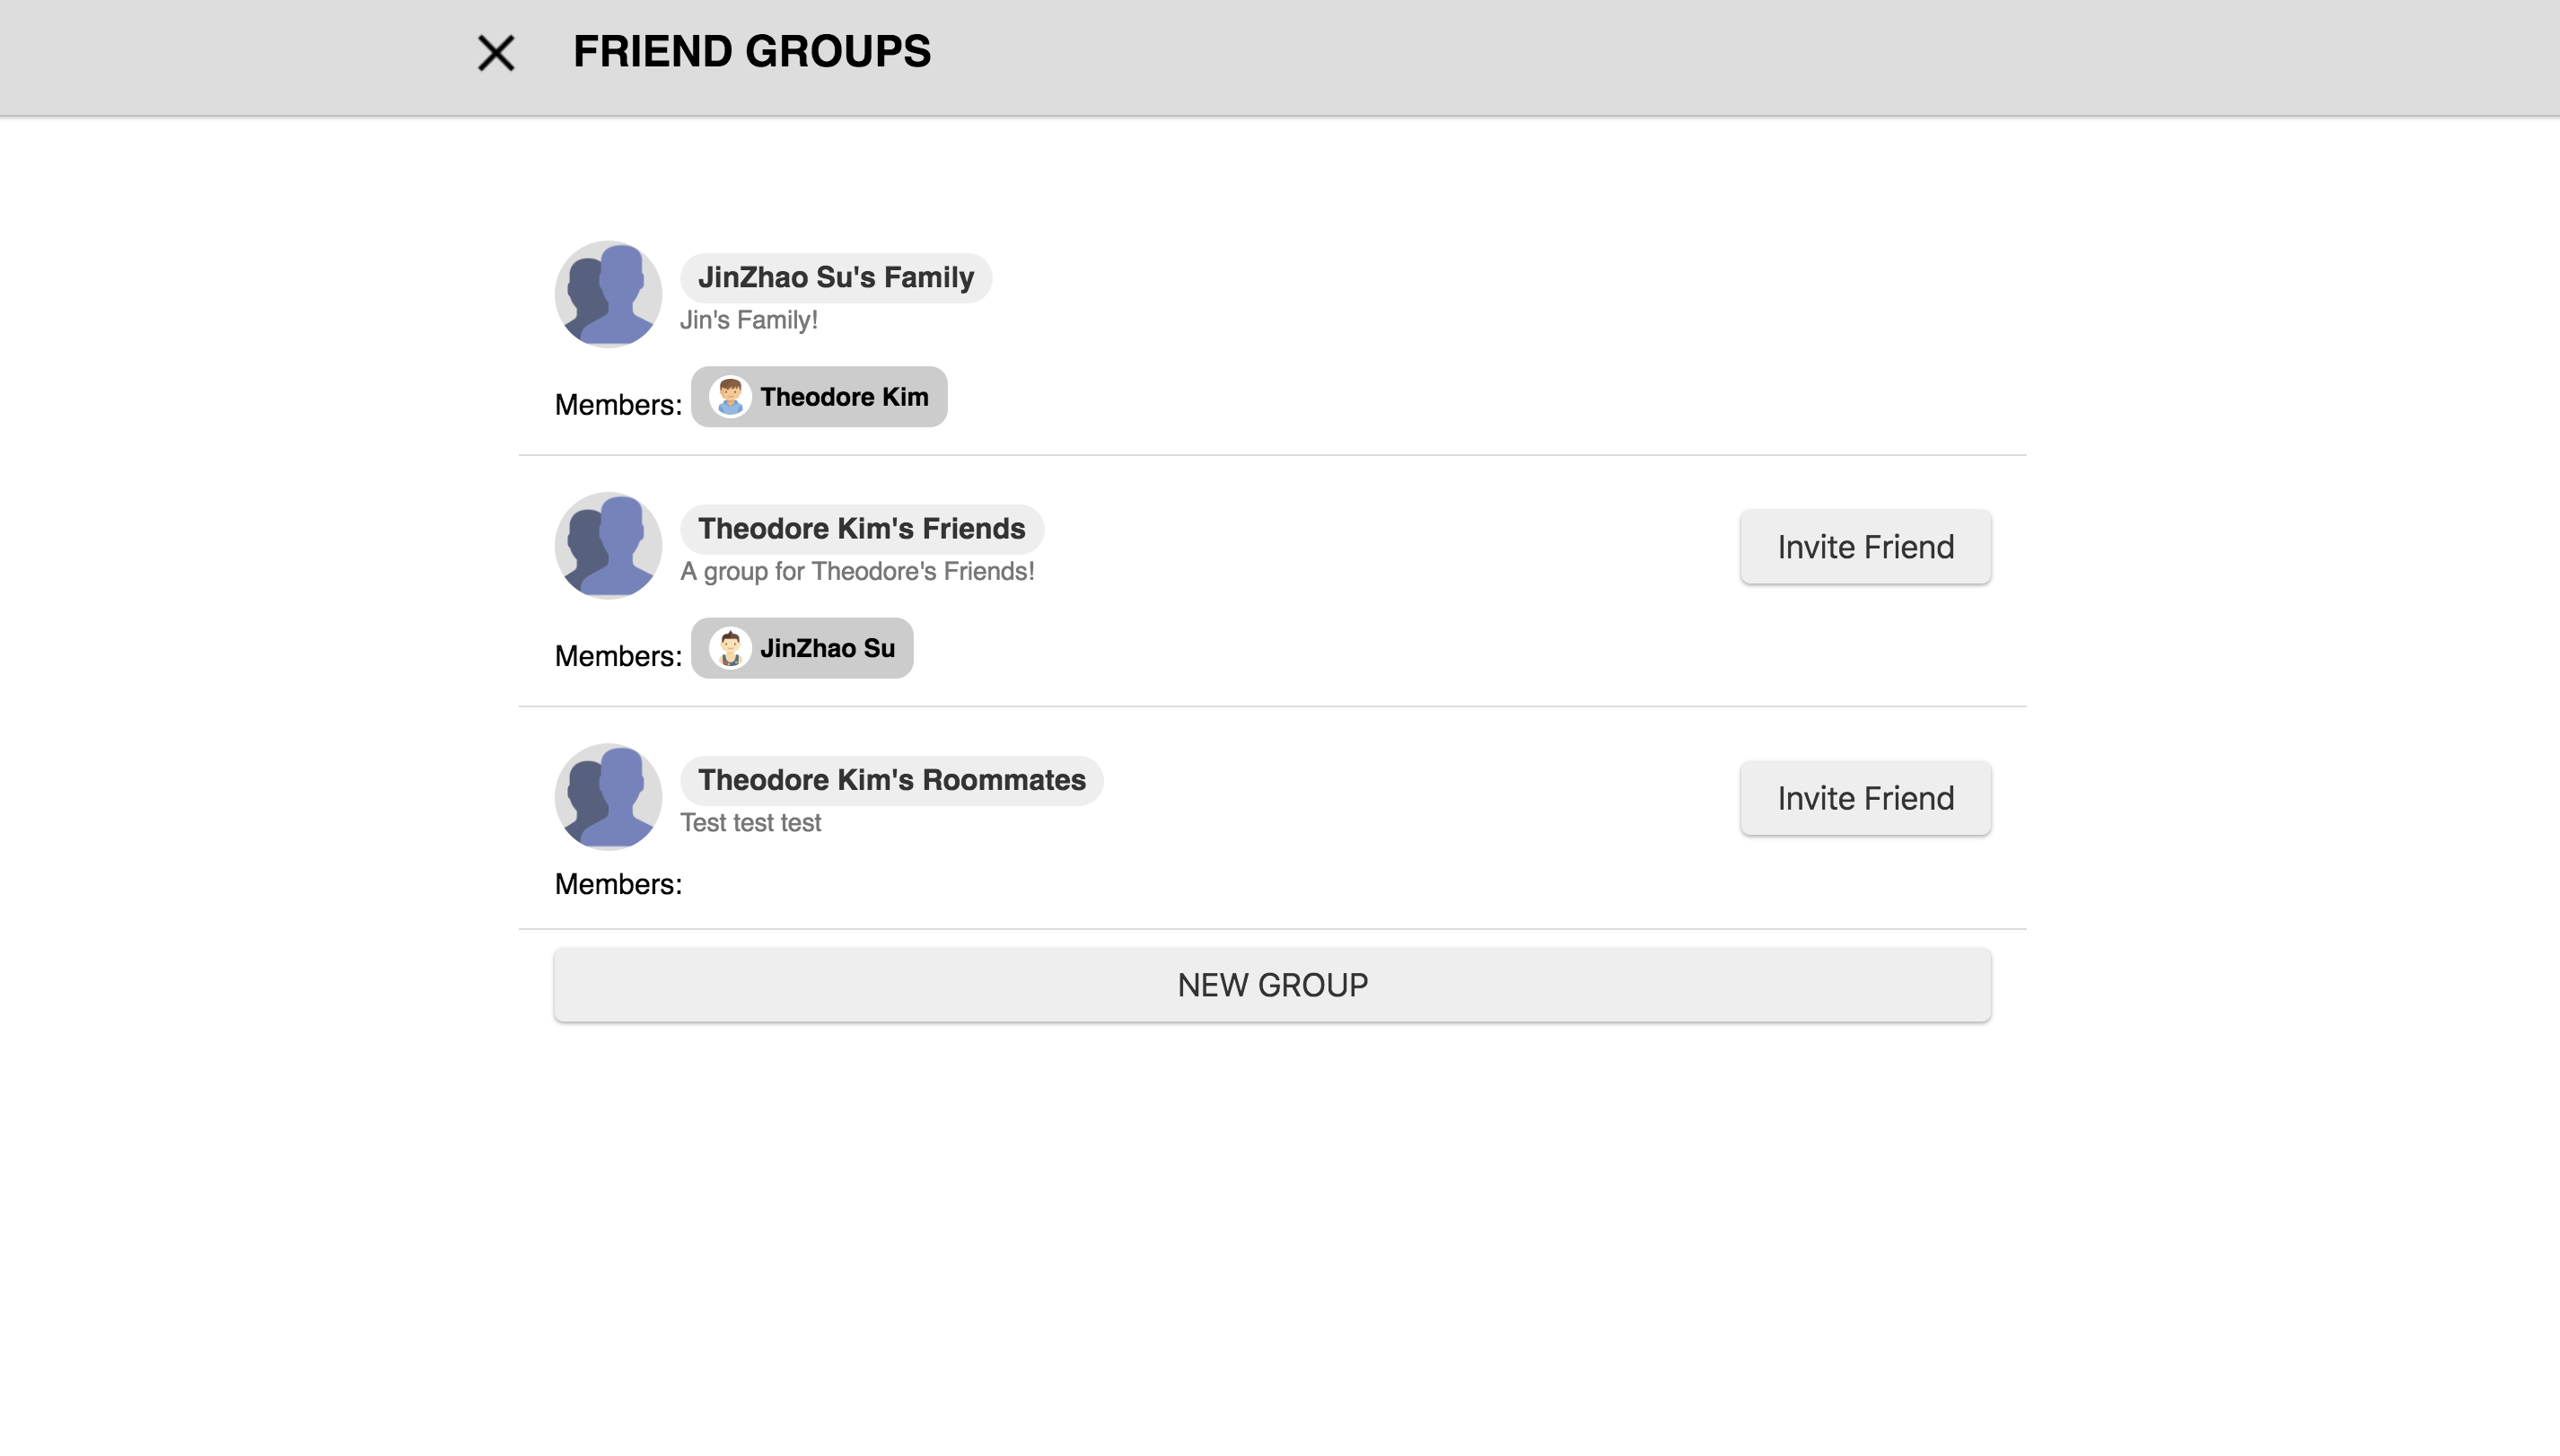 FRIEND GROUPS
JinZhao Su's Family
Jin's Family!
Members: Theodore Kim
Theodore Kim's Friends
A group for Theodore's Friends!
Invite Friend
Members: JinZhao Su
Theodore Kim's Roommates
Test test test
Invite Friend
Members:
NEW GROUP